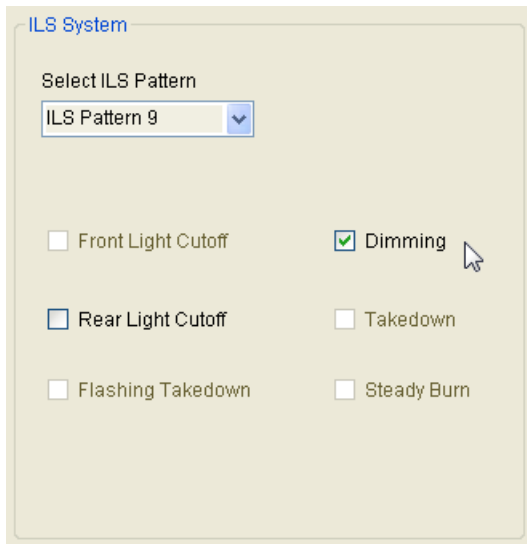 ILS System
Select ILS Pattern
ILS Pattern 9
Front Light Cutoff
Dimming
Rear Light Cutoff
Takedown
Flashing Takedown
Steady Burn